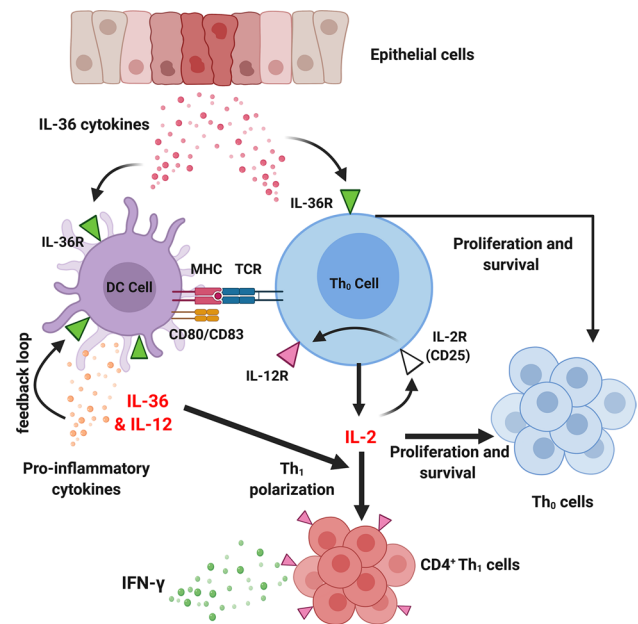 Epithelial cells
IL-36 cytokines
IL-36R
IL-36R
Proliferation and
survival
MHC TCR
DC Cell
Th₀ Cell
CD80/CD83
IL-2R
(CD25)
IL-12R
feedback loop
IL-36
& IL-12
IL-2
Proliferation and
survival
Pro-inflammatory
cytokines
Th₁
polarization
Th₀ cells
CD4⁺ Th₁ cells
IFN-γ